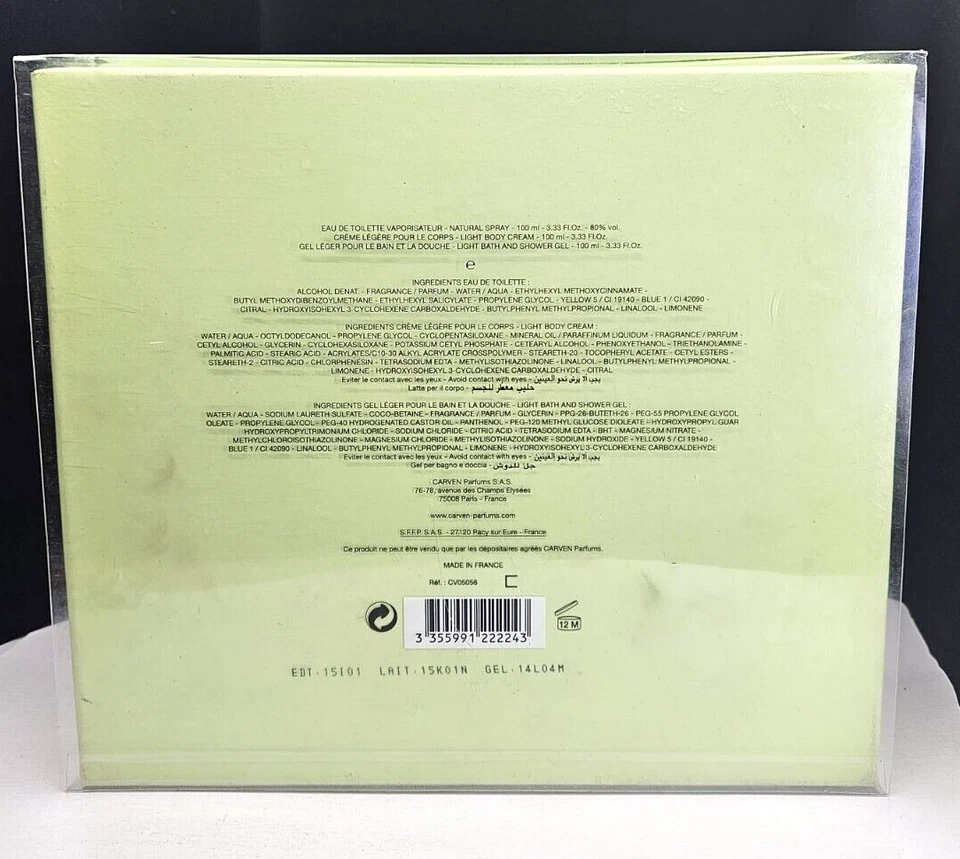 EAU DE TOILETTE VAPORISATEUR - NATURAL SPRAY - 100 ml - 3.33 Fl.Oz. - 80% vol.
CRÈME LÉGÈRE POUR LE CORPS - LIGHT BODY CREAM - 100 ml - 3.33 Fl.Oz.
GEL LÉGER POUR LE BAIN ET LA DOUCHE - LIGHT BATH AND SHOWER GEL - 100 ml - 3.33 Fl.Oz.
e
INGREDIENTS EAU DE TOILETTE :
ALCOHOL DENAT. - FRAGRANCE / PARFUM - WATER / AQUA - ETHYLHEXYL METHOXYCINNAMATE -
BUTYL METHOXYDIBENZOYLMETHANE - ETHYLHEXYL SALICYLATE - PROPYLENE GLYCOL - YELLOW 5 / CI 19140 - BLUE 1 / CI 42090 -
CITRAL - HYDROXYISOHEXYL 3-CYCLOHEXENE CARBOXALDEHYDE - BUTYLPHENYL METHYLPROPIONAL - LINALOOL - LIMONENE
INGREDIENTS CRÈME LÉGÈRE POUR LE CORPS - LIGHT BODY CREAM :
WATER / AQUA - OCTYLDODECANOL - PROPYLENE GLYCOL - CYCLOPENTASILOXANE - MINERAL OIL / PARAFFINUM LIQUIDUM - FRAGRANCE / PARFUM -
CETYL ALCOHOL - GLYCERIN - CYCLOHEXASILOXANE - POTASSIUM CETYL PHOSPHATE - CETEARYL ALCOHOL - PHENOXYETHANOL - TRIETHANOLAMINE -
PALMITIC ACID - STEARIC ACID - ACRYLATES/C10-30 ALKYL ACRYLATE CROSSPOLYMER - STEARETH-20 - TOCOPHERYL ACETATE - CETYL ESTERS -
STEARETH-2 - CITRIC ACID - CHLORPHENESIN - TETRASODIUM EDTA - METHYLISOTHIAZOLINONE - LINALOOL - BUTYLPHENYL METHYLPROPIONAL -
LIMONENE - HYDROXYISOHEXYL 3-CYCLOHEXENE CARBOXALDEHYDE - CITRAL
Eviter le contact avec les yeux - Avoid contact with eyes - يجب ألا يرش نحو العينين
Latte per il corpo - حليب معطر للجسم
INGREDIENTS GEL LÉGER POUR LE BAIN ET LA DOUCHE - LIGHT BATH AND SHOWER GEL :
WATER / AQUA - SODIUM LAURETH SULFATE - COCO-BETAINE - FRAGRANCE / PARFUM - GLYCERIN - PPG-26-BUTETH-26 - PEG-55 PROPYLENE GLYCOL
OLEATE - PROPYLENE GLYCOL - PEG-40 HYDROGENATED CASTOR OIL - PANTHENOL - PEG-120 METHYL GLUCOSE DIOLEATE - HYDROXYPROPYL GUAR
HYDROXYPROPYLTRIMONIUM CHLORIDE - SODIUM CHLORIDE - CITRIC ACID - TETRASODIUM EDTA - BHT - MAGNESIUM NITRATE -
METHYLCHLOROISOTHIAZOLINONE - MAGNESIUM CHLORIDE - METHYLISOTHIAZOLINONE - SODIUM HYDROXIDE - YELLOW 5 / CI 19140 -
BLUE 1 / CI 42090 - LINALOOL - BUTYLPHENYL METHYLPROPIONAL - LIMONENE - HYDROXYISOHEXYL 3-CYCLOHEXENE CARBOXALDEHYDE
Eviter le contact avec les yeux - Avoid contact with eyes - يجب ألا يرش نحو العينين
Gel per bagno e doccia - جل للدوش
CARVEN Parfums S.A.S.
76-78, avenue des Champs Elysées
75008 Paris - France
www.carven-parfums.com
S.F.F.P. S.A.S. - 27120 Pacy sur Eure - France
Ce produit ne peut être vendu que par les dépositaires agréés CARVEN Parfums.
MADE IN FRANCE
Réf. : CV05056
3 355991 222243
12 M
EDT.15I01 LAIT.15K01N GEL.14L04M